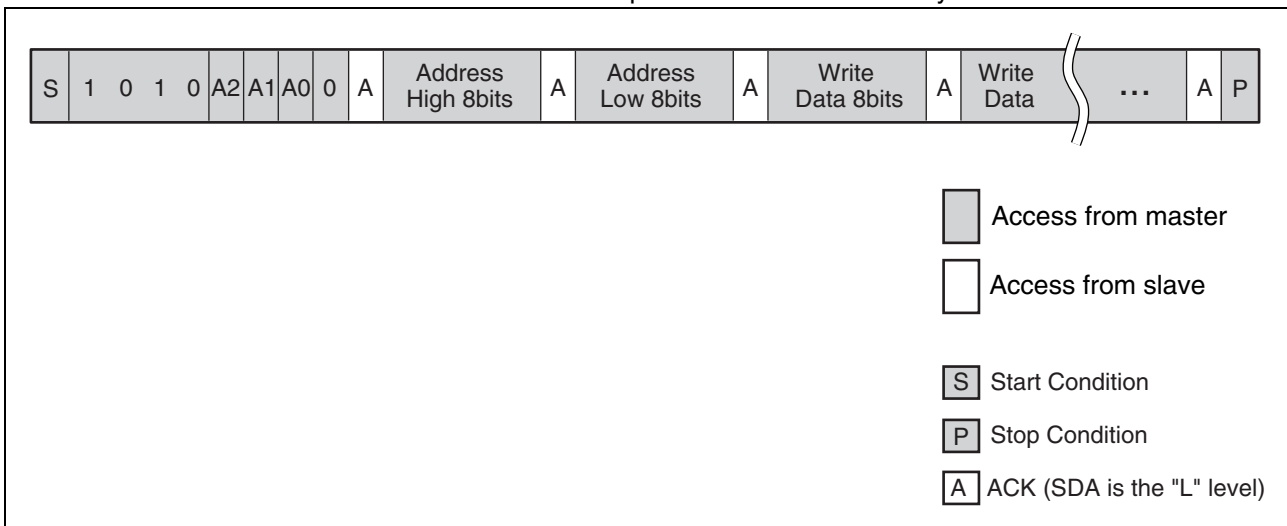 S 1 0 1 0 A2 A1 A0 0 A Address High 8bits A Address Low 8bits A Write Data 8bits A Write Data ... A P
Access from master
Access from slave
S Start Condition
P Stop Condition
A ACK (SDA is the "L" level)